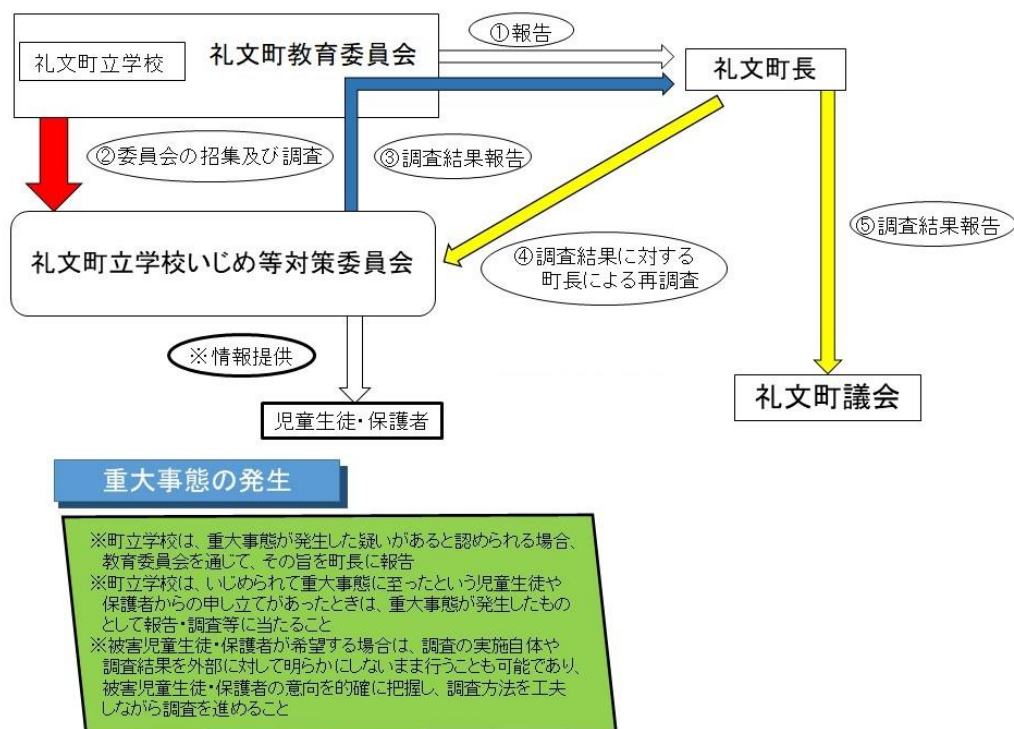 ①報告
礼文町教育委員会
礼文町立学校
礼文町長
②委員会の招集及び調査
③調査結果報告
⑤調査結果報告
礼文町立学校いじめ等対策委員会
④調査結果に対する
町長による再調査
※情報提供
礼文町議会
児童生徒・保護者
重大事態の発生
※町立学校は、重大事態が発生した疑いがあると認められる場合、
教育委員会を通じて、その旨を町長に報告
※町立学校は、いじめられて重大事態に至ったという児童生徒や
保護者からの申し立てがあったときは、重大事態が発生したもの
として報告・調査等に当たること
※被害児童生徒・保護者が希望する場合は、調査の実施自体や
調査結果を外部に対して明らかにしないまま行うことも可能であり、
被害児童生徒・保護者の意向を的確に把握し、調査方法を工夫
しながら調査を進めること